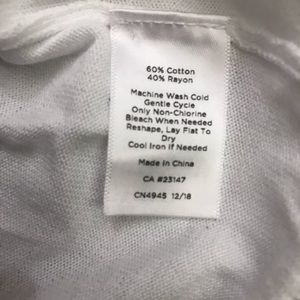 60% Cotton
40% Rayon
Machine Wash Cold
Gentle Cycle
Only Non-Chlorine
Bleach When Needed
Reshape, Lay Flat To
Dry
Cool Iron If Needed
Made In China
CA #23147
CN4945 12/18